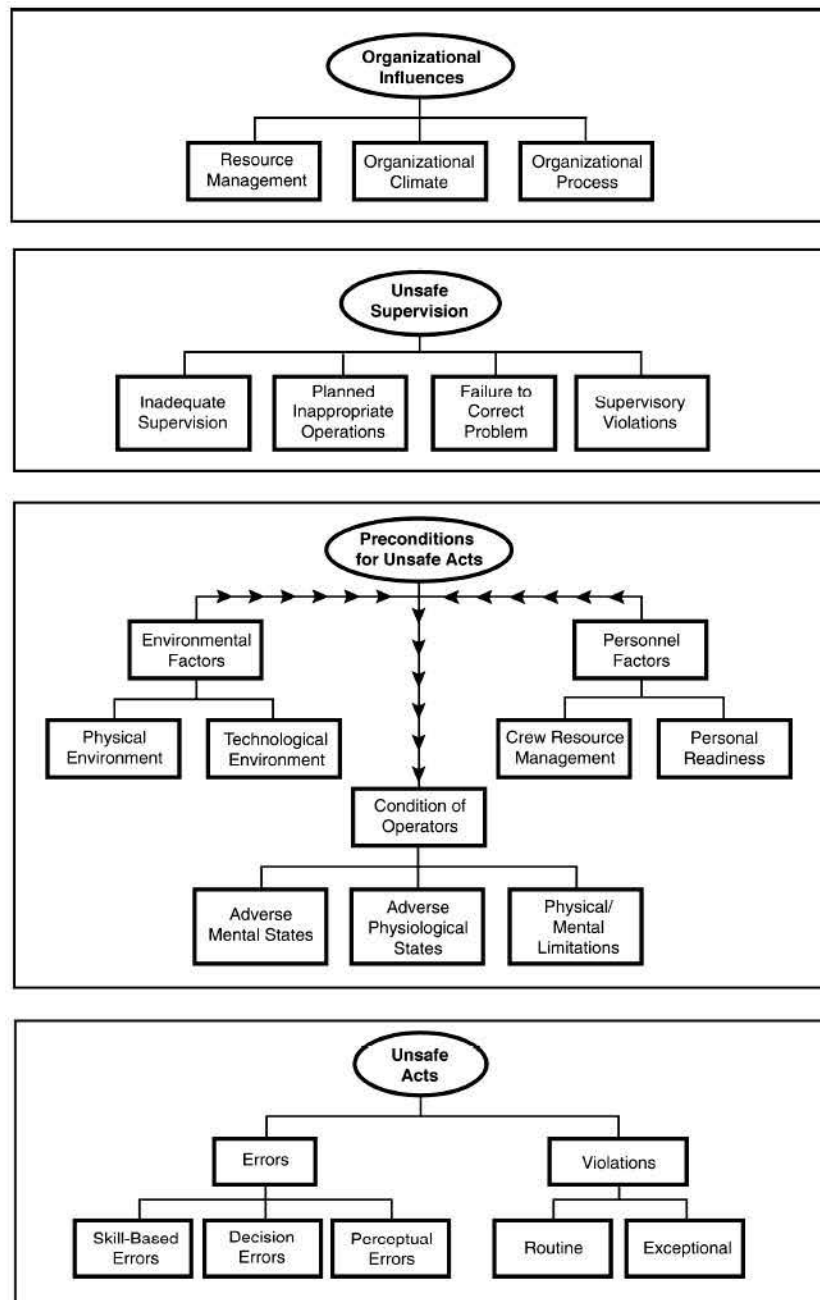 Organizational
Influences
Resource
Management
Organizational
Climate
Organizational
Process
Unsafe
Supervision
Inadequate
Supervision
Planned
Inappropriate
Operations
Failure to
Correct
Problem
Supervisory
Violations
Preconditions
for Unsafe Acts
Environmental
Factors
Personnel
Factors
Physical
Environment
Technological
Environment
Crew Resource
Management
Personal
Readiness
Condition of
Operators
Adverse
Mental States
Adverse
Physiological
States
Physical/
Mental
Limitations
Unsafe
Acts
Errors
Violations
Skill-Based
Errors
Decision
Errors
Perceptual
Errors
Routine
Exceptional